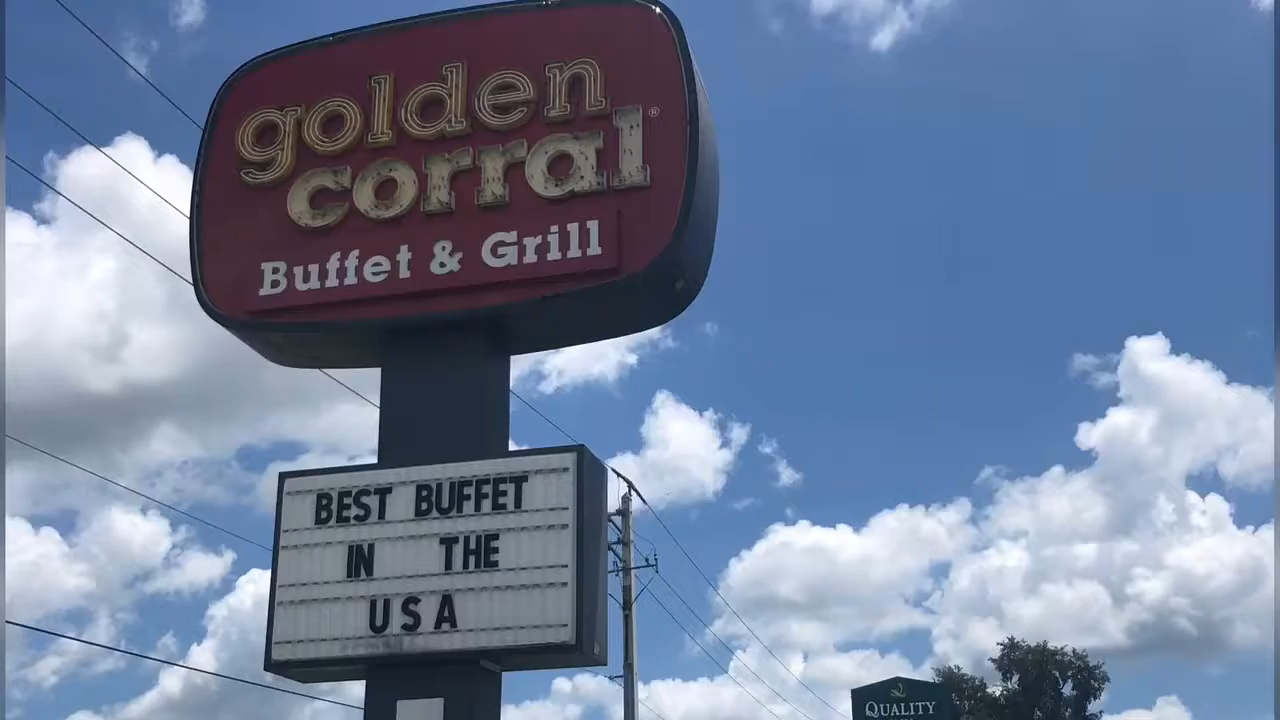 golden
corral®
Buffet & Grill
BEST BUFFET
IN THE
USA
QUALITY